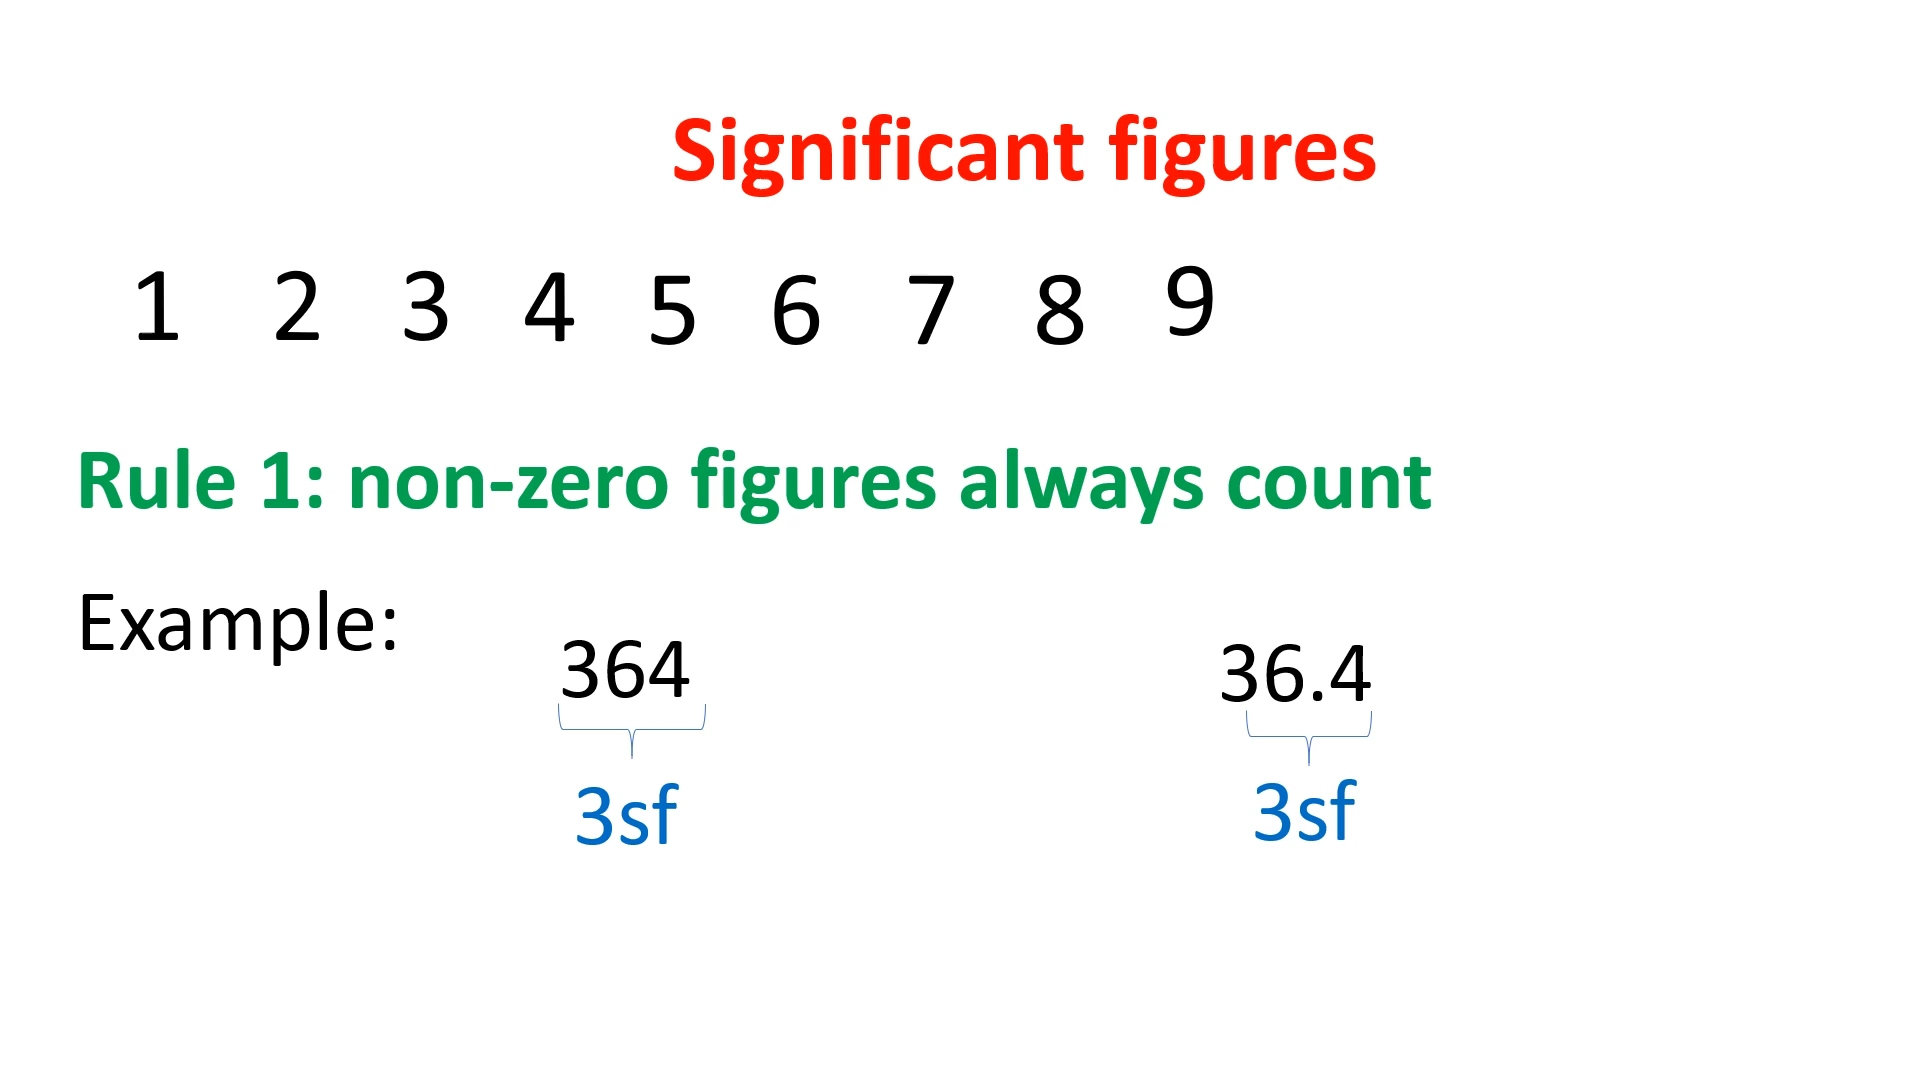 Significant figures
1 2 3 4 5 6 7 8 9
Rule 1: non-zero figures always count
Example:
364 36.4
3sf 3sf